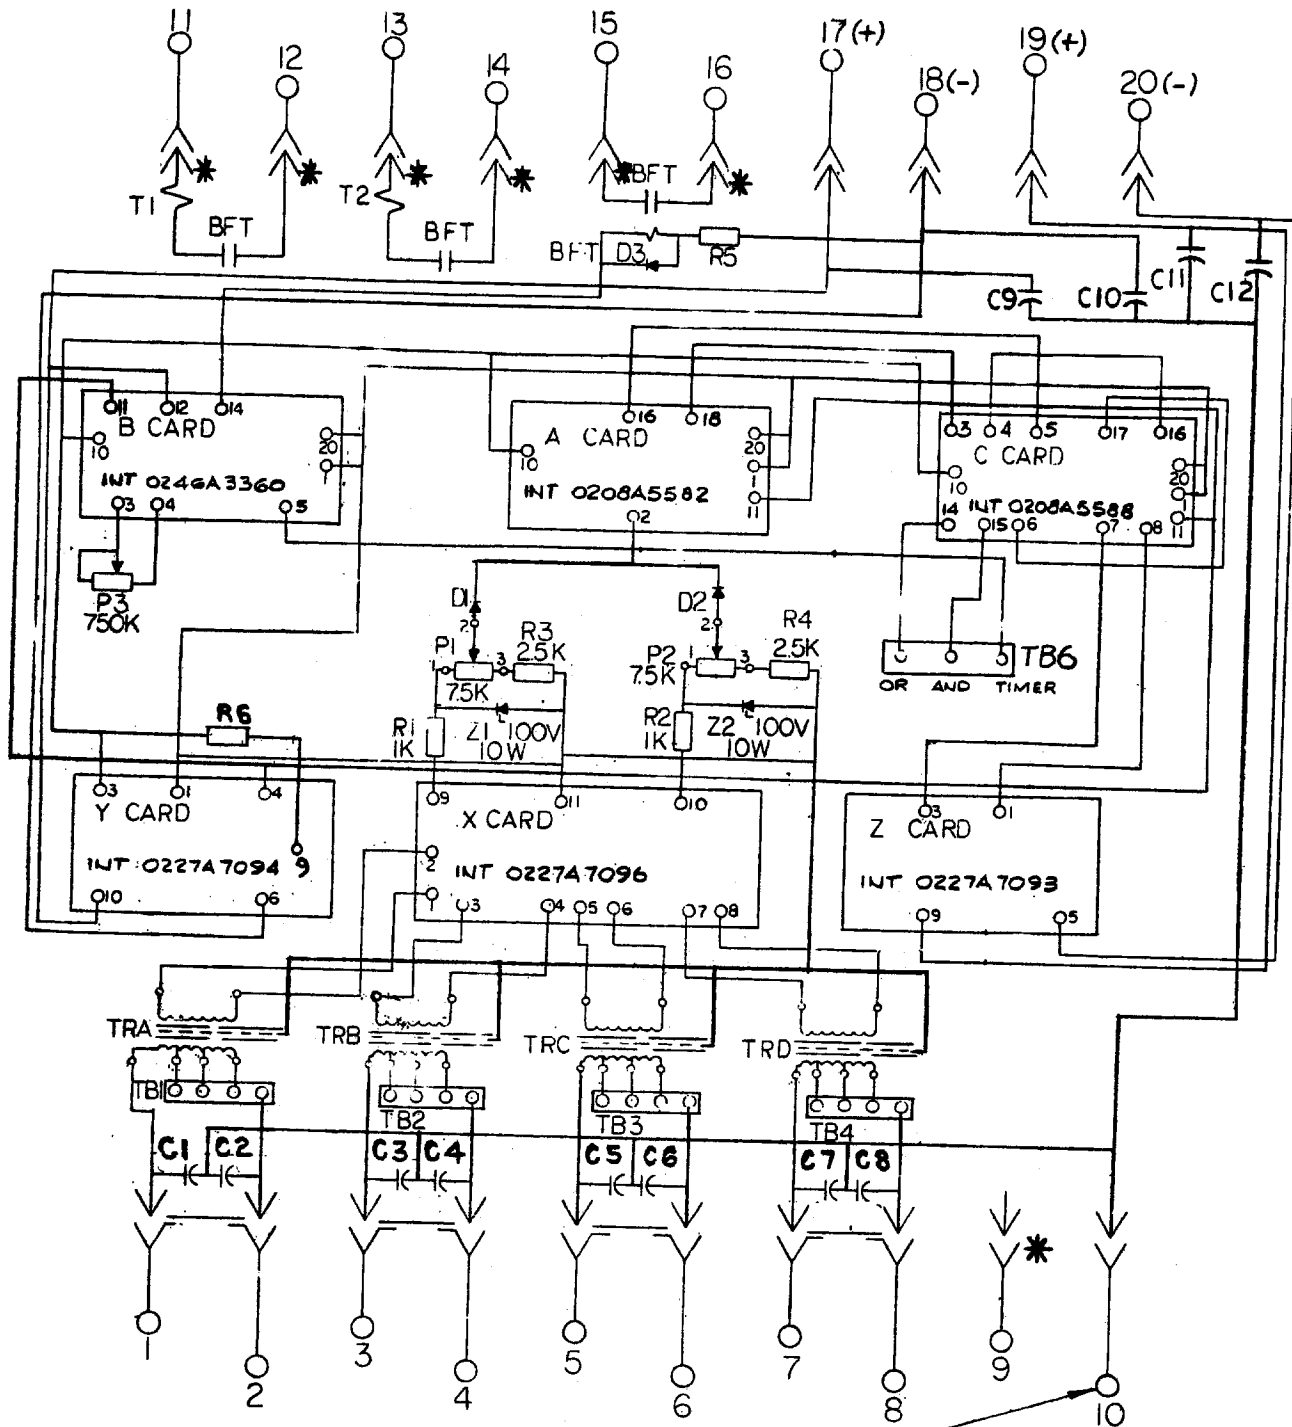 11
12
13
14
15
16
17(+)
18(-)
19(+)
20(-)
T1
BFT
T2
BFT
BFT
BFT D3 R5
C9 C10 C11 C12
11 12 14
B CARD
10 20
1
INT 0246A3360
3 4 5
P3
750K
16 18
A CARD
10 20
1
INT 0208A5582
11
2
3 4 5 17 16
C CARD
10 20
1
INT 0208A5588
14 15 6 7 8 11
D1
2
P1 1 3
7.5K
R3
2.5K
R1
1K
Z1 100V
10W
D2
2
P2 1 3
7.5K
R4
2.5K
R2
1K
Z2 100V
10W
TB6
OR AND TIMER
R6
3 1 4
Y CARD
INT 0227A7094 9
10 6
9 11 10
X CARD
2
INT 0227A7096
1
3 4 5 6 7 8
3 1
Z CARD
INT 0227A7093
9 5
TRA TRB TRC TRD
TB1 TB2 TB3 TB4
C1 C2 C3 C4 C5 C6 C7 C8
1
2
3
4
5
6
7
8
9
10